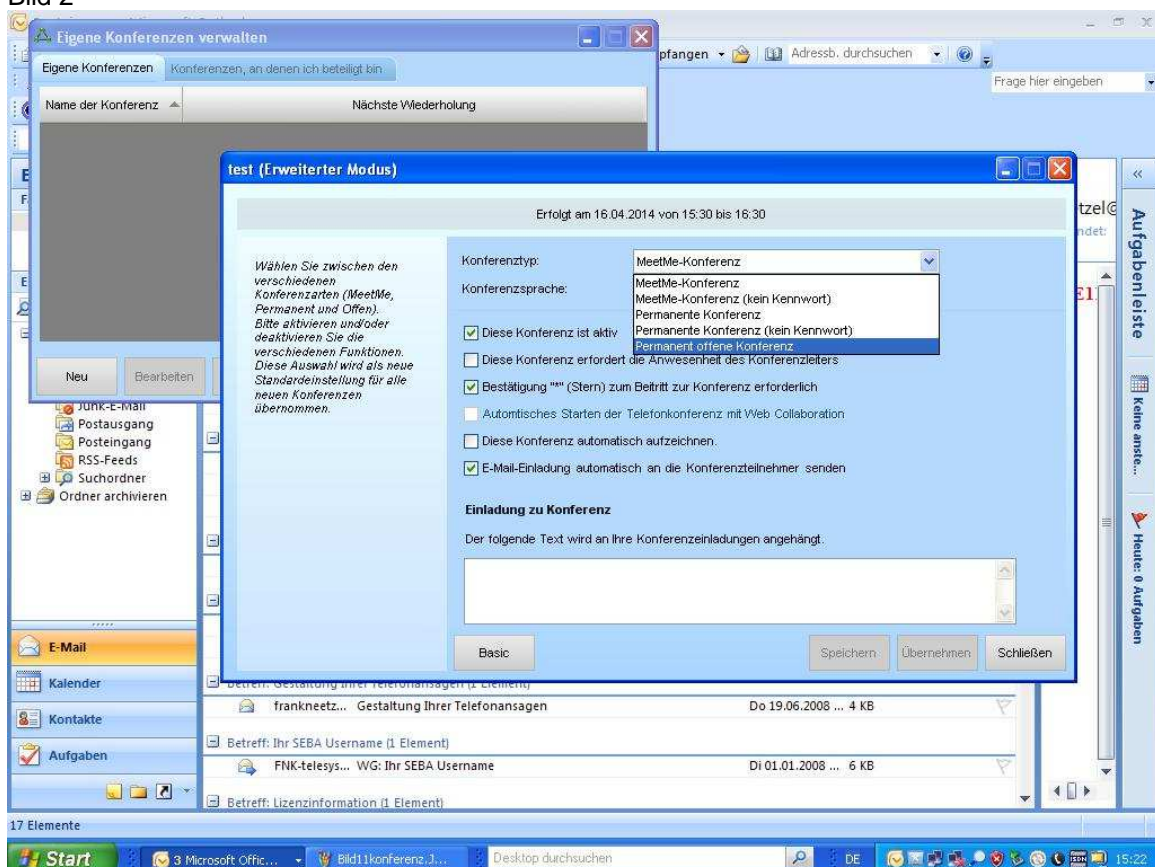 Bild 2
Eigene Konferenzen verwalten
pfangen
Adressb. durchsuchen
Frage hier eingeben
Eigene Konferenzen
Konferenzen, an denen ich beteiligt bin
Name der Konferenz
Nächste Wiederholung
Neu
Bearbeiten
test (Erweiterter Modus)
Erfolgt am 16.04.2014 von 15:30 bis 16:30
Wählen Sie zwischen den
verschiedenen
Konferenzarten (MeetMe,
Permanent und Offen).
Bitte aktivieren und/oder
deaktivieren Sie die
verschiedenen Funktionen.
Diese Auswahl wird als neue
Standardeinstellung für alle
neuen Konferenzen
übernommen.
Konferenztyp:
MeetMe-Konferenz
Konferenzsprache:
MeetMe-Konferenz
MeetMe-Konferenz (kein Kennwort)
Permanente Konferenz
Permanente Konferenz (kein Kennwort)
Permanent offene Konferenz
Diese Konferenz ist aktiv
Diese Konferenz erfordert die Anwesenheit des Konferenzleiters
Bestätigung "*" (Stern) zum Beitritt zur Konferenz erforderlich
Automtisches Starten der Telefonkonferenz mit Web Collaboration
Diese Konferenz automatisch aufzeichnen.
E-Mail-Einladung automatisch an die Konferenzteilnehmer senden
Einladung zu Konferenz
Der folgende Text wird an Ihre Konferenzeinladungen angehängt.
Basic
Speichern
Übernehmen
Schließen
tzel@
ndet:
Aufgabenleiste
Keine anste...
Heute: 0 Aufgaben
Junk-E-Mail
Postausgang
Posteingang
RSS-Feeds
Suchordner
Ordner archivieren
E-Mail
Kalender
Kontakte
Aufgaben
Betreff: Gestaltung Ihrer Telefonansagen (1 Element)
frankneetz... Gestaltung Ihrer Telefonansagen Do 19.06.2008 ... 4 KB
Betreff: Ihr SEBA Username (1 Element)
FNK-telesys... WG: Ihr SEBA Username Di 01.01.2008 ... 6 KB
Betreff: Lizenzinformation (1 Element)
17 Elemente
Start
3 Microsoft Offic...
Bild11konferenz.J...
Desktop durchsuchen
DE
15:22